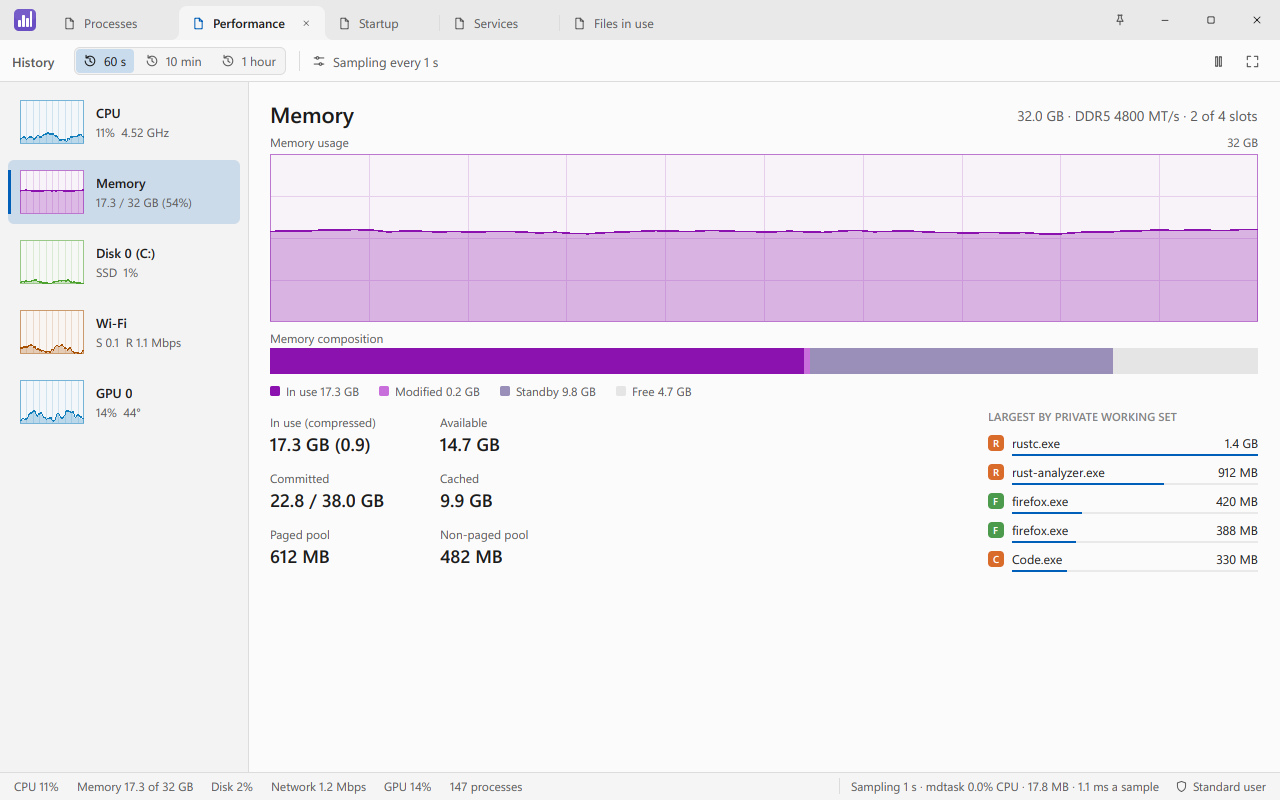 Processes
Performance
Startup
Services
Files in use
History
60 s
10 min
1 hour
Sampling every 1 s
CPU
11% 4.52 GHz
Memory
17.3 / 32 GB (54%)
Disk 0 (C:)
SSD 1%
Wi-Fi
S 0.1 R 1.1 Mbps
GPU 0
14% 44°
Memory
32.0 GB · DDR5 4800 MT/s · 2 of 4 slots
Memory usage
32 GB
Memory composition
In use 17.3 GB
Modified 0.2 GB
Standby 9.8 GB
Free 4.7 GB
In use (compressed)
17.3 GB (0.9)
Available
14.7 GB
Committed
22.8 / 38.0 GB
Cached
9.9 GB
Paged pool
612 MB
Non-paged pool
482 MB
LARGEST BY PRIVATE WORKING SET
R rustc.exe 1.4 GB
R rust-analyzer.exe 912 MB
F firefox.exe 420 MB
F firefox.exe 388 MB
C Code.exe 330 MB
CPU 11%
Memory 17.3 of 32 GB
Disk 2%
Network 1.2 Mbps
GPU 14%
147 processes
Sampling 1 s · mdtask 0.0% CPU · 17.8 MB · 1.1 ms a sample
Standard user